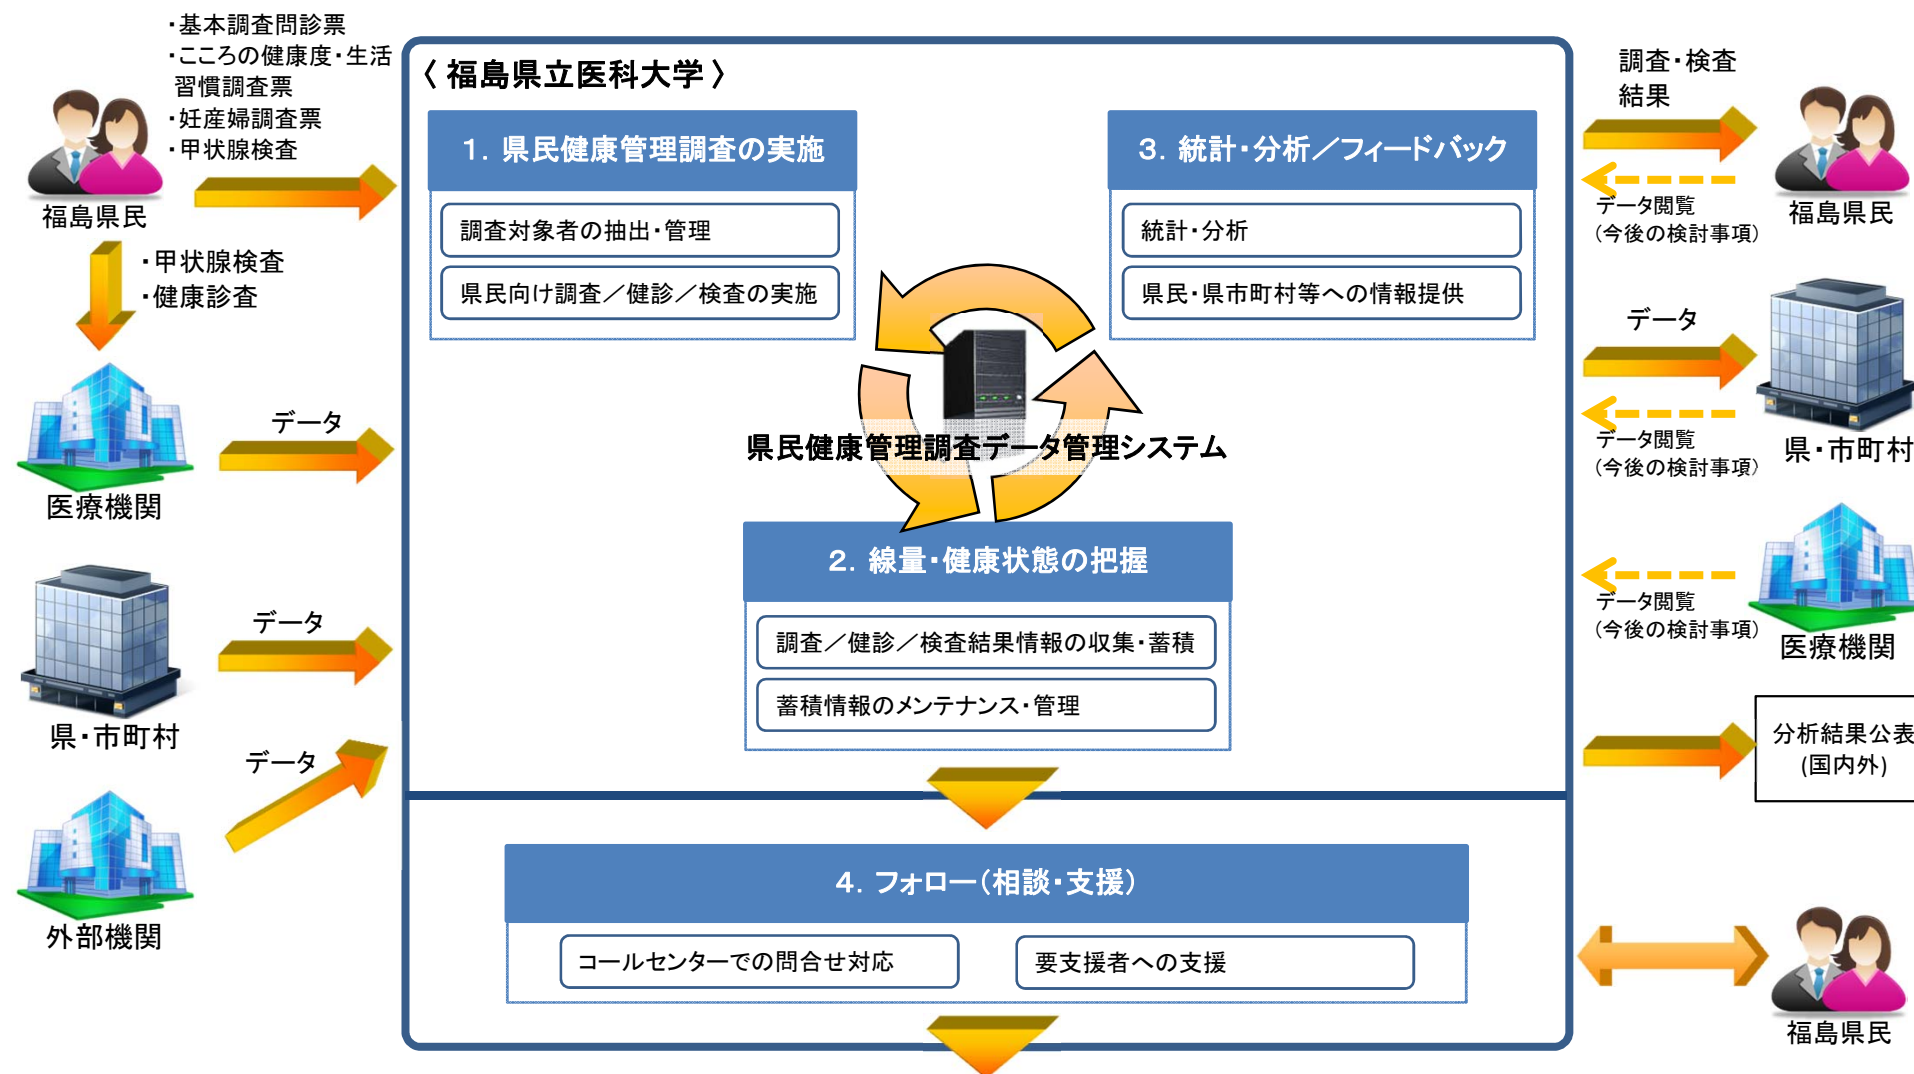 ・基本調査問診票
・こころの健康度・生活
習慣調査票
・妊産婦調査票
・甲状腺検査
福島県民
・甲状腺検査
・健康診査
データ
医療機関
データ
県・市町村
データ
外部機関
〈 福島県立医科大学 〉
1. 県民健康管理調査の実施
調査対象者の抽出・管理
県民向け調査／健診／検査の実施
3. 統計・分析／フィードバック
統計・分析
県民・県市町村等への情報提供
県民健康管理調査データ管理システム
2. 線量・健康状態の把握
調査／健診／検査結果情報の収集・蓄積
蓄積情報のメンテナンス・管理
4. フォロー（相談・支援）
コールセンターでの問合せ対応
要支援者への支援
調査・検査
結果
データ閲覧
（今後の検討事項）
福島県民
データ
データ閲覧
（今後の検討事項）
県・市町村
データ閲覧
（今後の検討事項）
医療機関
分析結果公表
(国内外)
福島県民